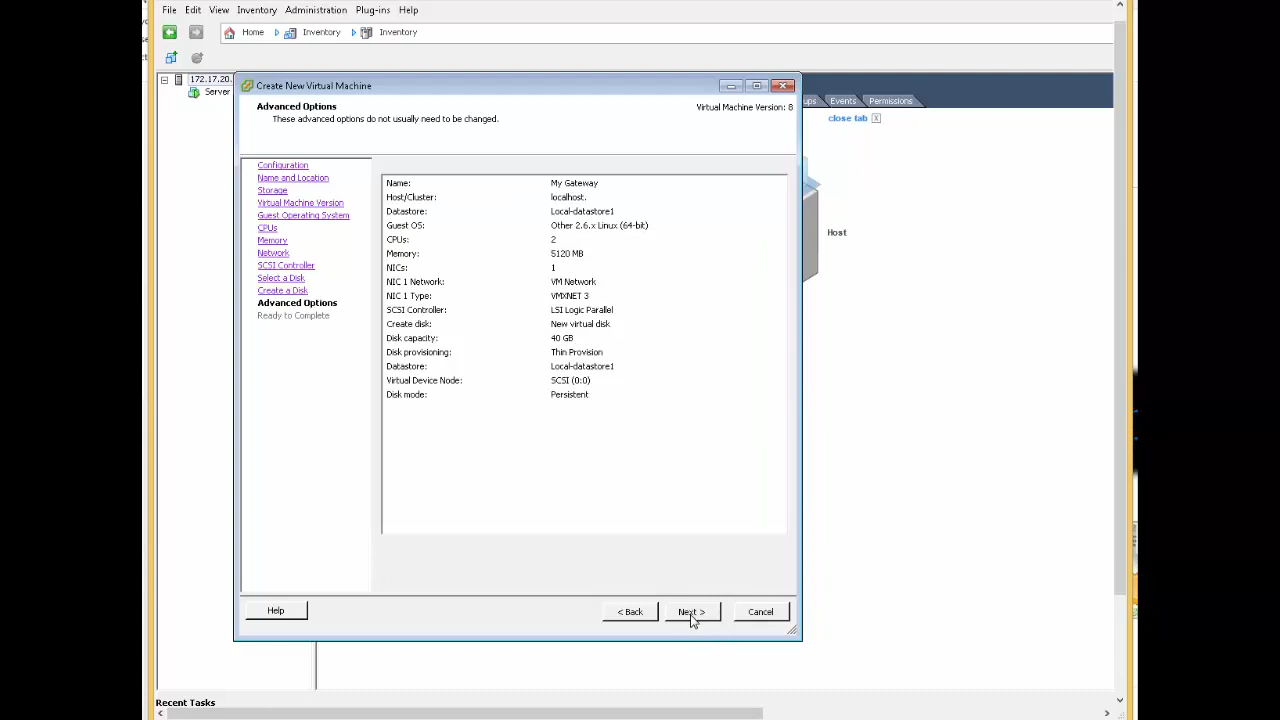 File Edit View Inventory Administration Plug-ins Help
Home Inventory Inventory
172.17.20.
Server
Create New Virtual Machine
Advanced Options
These advanced options do not usually need to be changed.
Virtual Machine Version: 8
ups Events Permissions
close tab X
Host
Configuration
Name and Location
Storage
Virtual Machine Version
Guest Operating System
CPUs
Memory
Network
SCSI Controller
Select a Disk
Create a Disk
Advanced Options
Ready to Complete
Name: My Gateway
Host/Cluster: localhost.
Datastore: Local-datastore1
Guest OS: Other 2.6.x Linux (64-bit)
CPUs: 2
Memory: 5120 MB
NICs: 1
NIC 1 Network: VM Network
NIC 1 Type: VMXNET 3
SCSI Controller: LSI Logic Parallel
Create disk: New virtual disk
Disk capacity: 40 GB
Disk provisioning: Thin Provision
Datastore: Local-datastore1
Virtual Device Node: SCSI (0:0)
Disk mode: Persistent
Help < Back Next > Cancel
Recent Tasks